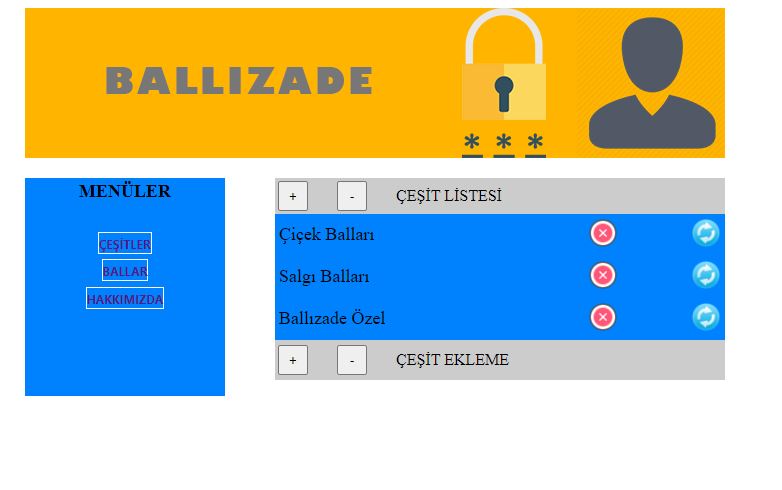 BALLIZADE
* * *
MENÜLER
ÇEŞİTLER
BALLAR
HAKKIMIZDA
+ - ÇEŞİT LİSTESİ
Çiçek Balları
Salgı Balları
Ballızade Özel
+ - ÇEŞİT EKLEME